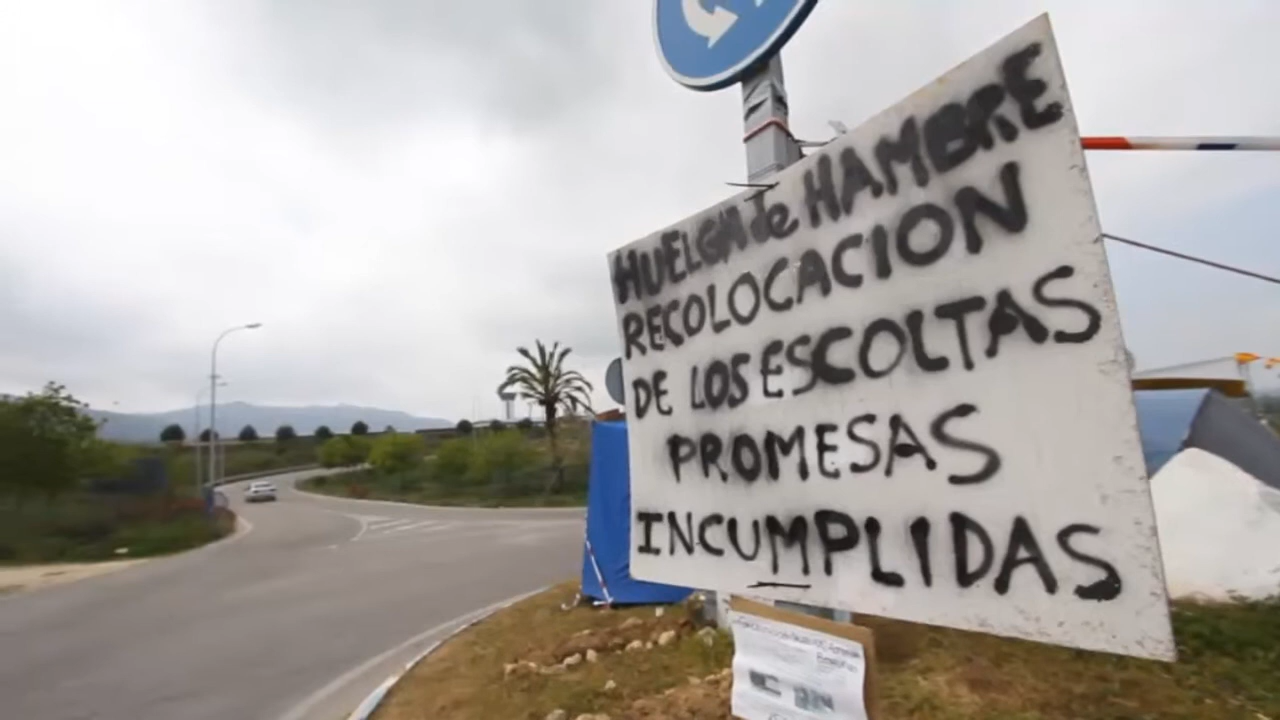 HUELGA de HAMBRE
RECOLOCACION
DE LOS ESCOLTAS
PROMESAS
INCUMPLIDAS